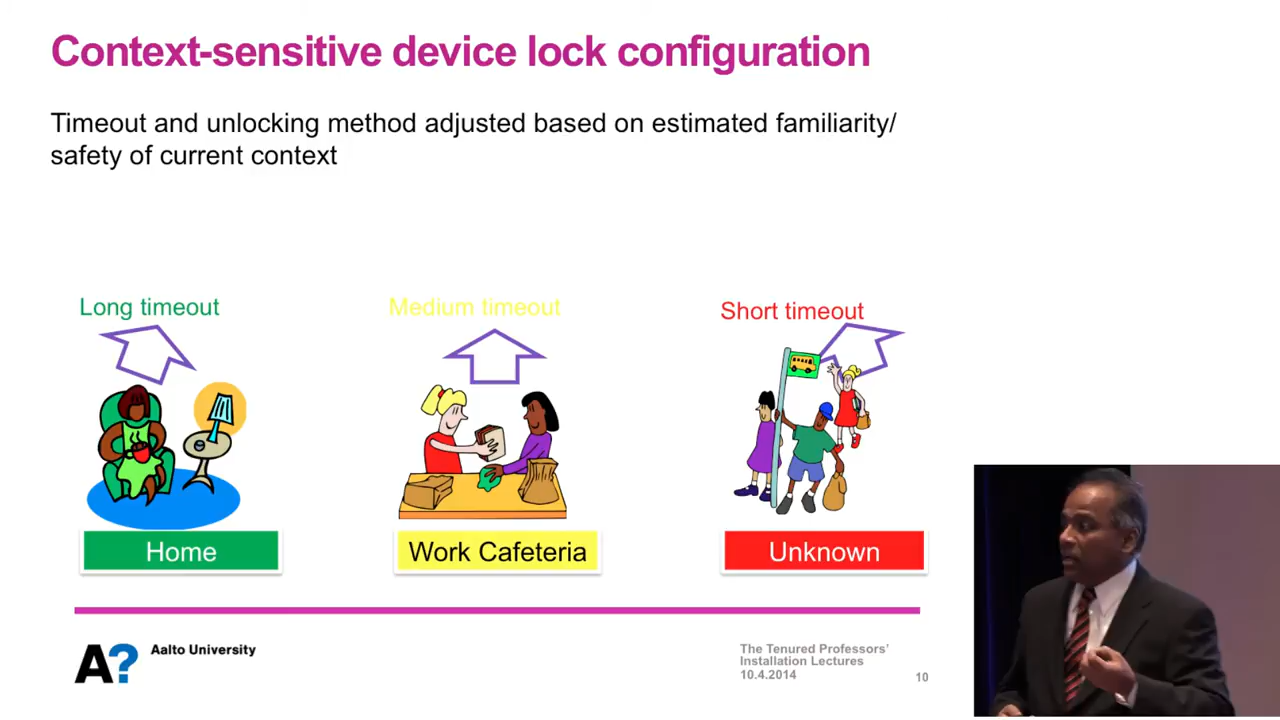 Context-sensitive device lock configuration
Timeout and unlocking method adjusted based on estimated familiarity/
safety of current context
Long timeout
Medium timeout
Short timeout
Home
Work Cafeteria
Unknown
A?
Aalto University
The Tenured Professors'
Installation Lectures
10.4.2014
10